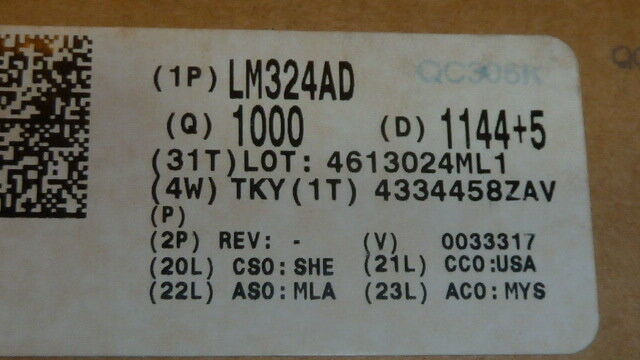 QC306K
(1P) LM324AD
(Q) 1000 (D) 1144+5
(31T)LOT: 4613024ML1
(4W) TKY(1T) 4334458ZAV
(P)
(2P) REV: - (V) 0033317
(20L) CSO:SHE (21L) CCO:USA
(22L) ASO:MLA (23L) ACO:MYS